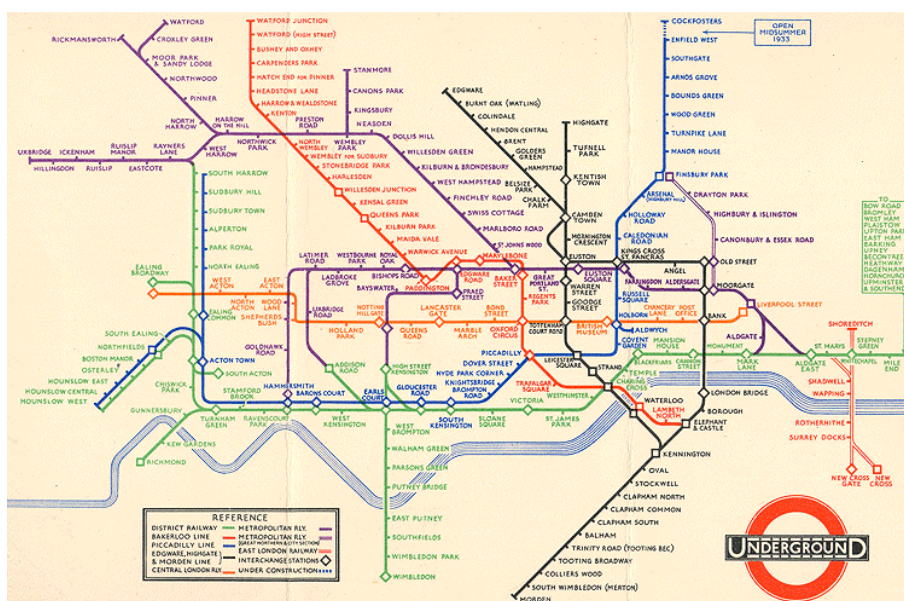 WATFORD
RICKMANSWORTH
CROXLEY GREEN
MOOR PARK
& SANDY LODGE
NORTHWOOD
PINNER
NORTH
HARROW
HARROW
ON THE HILL
WEST
HARROW
UXBRIDGE
ICKENHAM
RUISLIP
MANOR
RAYNERS
LANE
HILLINGDON
RUISLIP
EASTCOTE
NORTHWICK
PARK
PRESTON
ROAD
WEMBLEY
PARK
STANMORE
CANONS PARK
KINGSBURY
NEASDEN
DOLLIS HILL
WILLESDEN GREEN
KILBURN & BRONDESBURY
WEST HAMPSTEAD
FINCHLEY ROAD
SWISS COTTAGE
MARLBORO ROAD
ST JOHNS WOOD
WATFORD JUNCTION
WATFORD (HIGH STREET)
BUSHEY AND OXHEY
CARPENDERS PARK
HATCH END FOR PINNER
HEADSTONE LANE
HARROW & WEALDSTONE
KENTON
NORTH
WEMBLEY
WEMBLEY FOR SUDBURY
STONEBRIDGE PARK
HARLESDEN
WILLESDEN JUNCTION
KENSAL GREEN
QUEENS PARK
KILBURN PARK
MAIDA VALE
WARWICK AVENUE
PADDINGTON
EDGWARE
ROAD
MARYLEBONE
BAKER
STREET
REGENTS
PARK
OXFORD
CIRCUS
EDGWARE
BURNT OAK (WATLING)
COLINDALE
HENDON CENTRAL
BRENT
GOLDERS
GREEN
HAMPSTEAD
BELSIZE
PARK
CHALK
FARM
HIGHGATE
TUFNELL
PARK
KENTISH
TOWN
CAMDEN
TOWN
MORNINGTON
CRESCENT
EUSTON
COCKFOSTERS
OPEN
MIDSUMMER
1933
ENFIELD WEST
SOUTHGATE
ARNOS GROVE
BOUNDS GREEN
WOOD GREEN
TURNPIKE LANE
MANOR HOUSE
FINSBURY PARK
ARSENAL
(HIGHBURY HILL)
HOLLOWAY
ROAD
CALEDONIAN
ROAD
KINGS CROSS
ST. PANCRAS
DRAYTON PARK
HIGHBURY & ISLINGTON
CANONBURY & ESSEX ROAD
OLD STREET
ANGEL
MOORGATE
TO
BOW ROAD
BROMLEY
WEST HAM
PLAISTOW
UPTON PARK
EAST HAM
BARKING
UPNEY
BECONTREE
HEATHWAY
DAGENHAM
HORNCHURCH
UPMINSTER
& SOUTHEND
SOUTH HARROW
SUDBURY HILL
SUDBURY TOWN
ALPERTON
PARK ROYAL
NORTH EALING
EALING
BROADWAY
EALING
COMMON
WEST
ACTON
EAST
ACTON
NORTH
ACTON
WOOD
LANE
SHEPHERDS
BUSH
LATIMER
ROAD
WESTBOURNE
PARK
ROYAL
OAK
LADBROKE
GROVE
BISHOPS ROAD
BAYSWATER
PRAED
STREET
UXBRIDGE
ROAD
GOLDHAWK
ROAD
HOLLAND
PARK
NOTTING
HILL GATE
QUEENS
ROAD
LANCASTER
GATE
MARBLE
ARCH
BOND
STREET
GREAT
PORTLAND
ST.
EUSTON
SQUARE
WARREN
STREET
GOODGE
STREET
TOTTENHAM
COURT ROAD
RUSSELL
SQUARE
FARRINGDON
ALDERSGATE
BRITISH
MUSEUM
HOLBORN
CHANCERY
LANE
POST
OFFICE
BANK
LIVERPOOL STREET
ALDWYCH
COVENT
GARDEN
LEICESTER
SQUARE
STRAND
PICCADILLY
DOVER STREET
HYDE PARK CORNER
KNIGHTSBRIDGE
BROMPTON
ROAD
TRAFALGAR
SQUARE
CHARING
CROSS
TEMPLE
BLACKFRIARS
MANSION
HOUSE
CANNON
STREET
MONUMENT
MARK
LANE
ALDGATE
ALDGATE
EAST
ST. MARYS
WHITECHAPEL
STEPNEY
GREEN
MILE
END
SHOREDITCH
SHADWELL
WAPPING
ROTHERHITHE
SURREY DOCKS
NEW CROSS
GATE
NEW
CROSS
SOUTH EALING
NORTHFIELDS
BOSTON MANOR
OSTERLEY
HOUNSLOW EAST
HOUNSLOW CENTRAL
HOUNSLOW WEST
ACTON TOWN
SOUTH ACTON
CHISWICK
PARK
GUNNERSBURY
KEW GARDENS
RICHMOND
TURNHAM
GREEN
STAMFORD
BROOK
RAVENSCOURT
PARK
HAMMERSMITH
BARONS COURT
WEST
KENSINGTON
ADDISON
ROAD
EARLS
COURT
HIGH STREET
KENSINGTON
GLOUCESTER
ROAD
SOUTH
KENSINGTON
SLOANE
SQUARE
VICTORIA
ST. JAMES
PARK
WESTMINSTER
WATERLOO
LAMBETH
NORTH
LONDON BRIDGE
BOROUGH
ELEPHANT
& CASTLE
KENNINGTON
OVAL
STOCKWELL
CLAPHAM NORTH
CLAPHAM COMMON
CLAPHAM SOUTH
BALHAM
TRINITY ROAD (TOOTING BEC)
TOOTING BROADWAY
COLLIERS WOOD
SOUTH WIMBLEDON (MERTON)
MORDEN
WEST
BROMPTON
WALHAM GREEN
PARSONS GREEN
PUTNEY BRIDGE
EAST PUTNEY
SOUTHFIELDS
WIMBLEDON PARK
WIMBLEDON
REFERENCE
DISTRICT RAILWAY
BAKERLOO LINE
PICCADILLY LINE
EDGWARE, HIGHGATE
& MORDEN LINE
CENTRAL LONDON RLY.
METROPOLITAN RLY.
METROPOLITAN RLY.
(GREAT NORTHERN & CITY SECTION)
EAST LONDON RAILWAY
INTERCHANGE STATIONS
UNDER CONSTRUCTION
UNDERGROUND